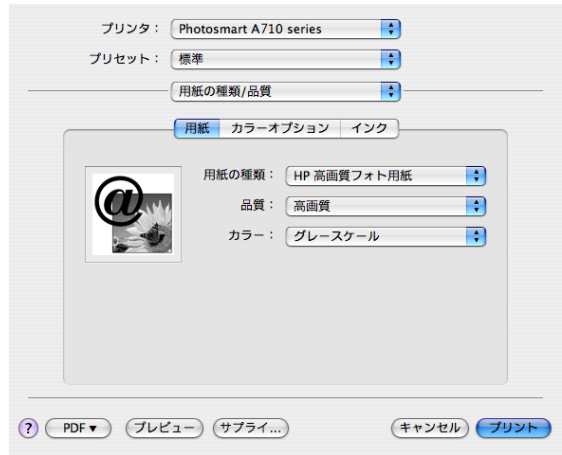 プリンタ： Photosmart A710 series
プリセット： 標準
用紙の種類/品質
用紙 カラーオプション インク
@
用紙の種類： HP 高画質フォト用紙
品質： 高画質
カラー： グレースケール
? PDF▼ プレビュー サプライ... キャンセル プリント